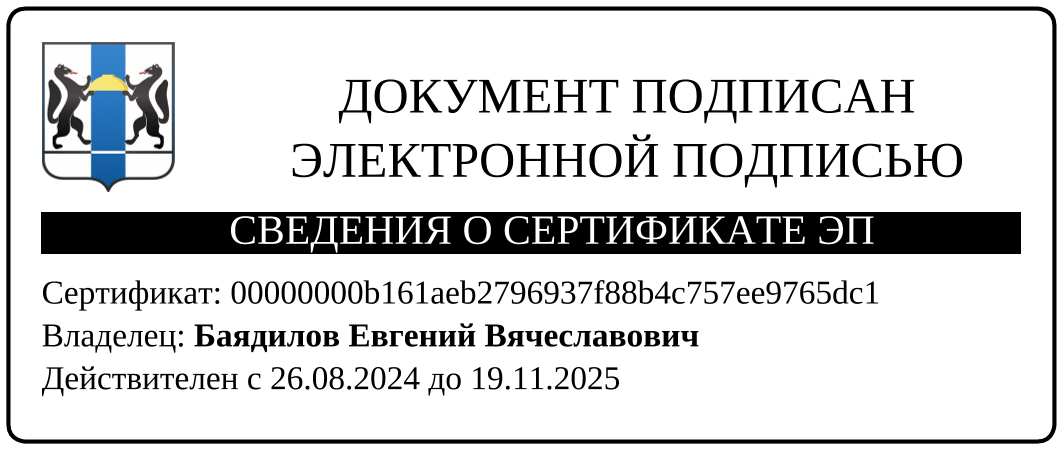 ДОКУМЕНТ ПОДПИСАН
ЭЛЕКТРОННОЙ ПОДПИСЬЮ
СВЕДЕНИЯ О СЕРТИФИКАТЕ ЭП
Сертификат: 00000000b161aeb2796937f88b4c757ee9765dc1
Владелец: Баядилов Евгений Вячеславович
Действителен с 26.08.2024 до 19.11.2025